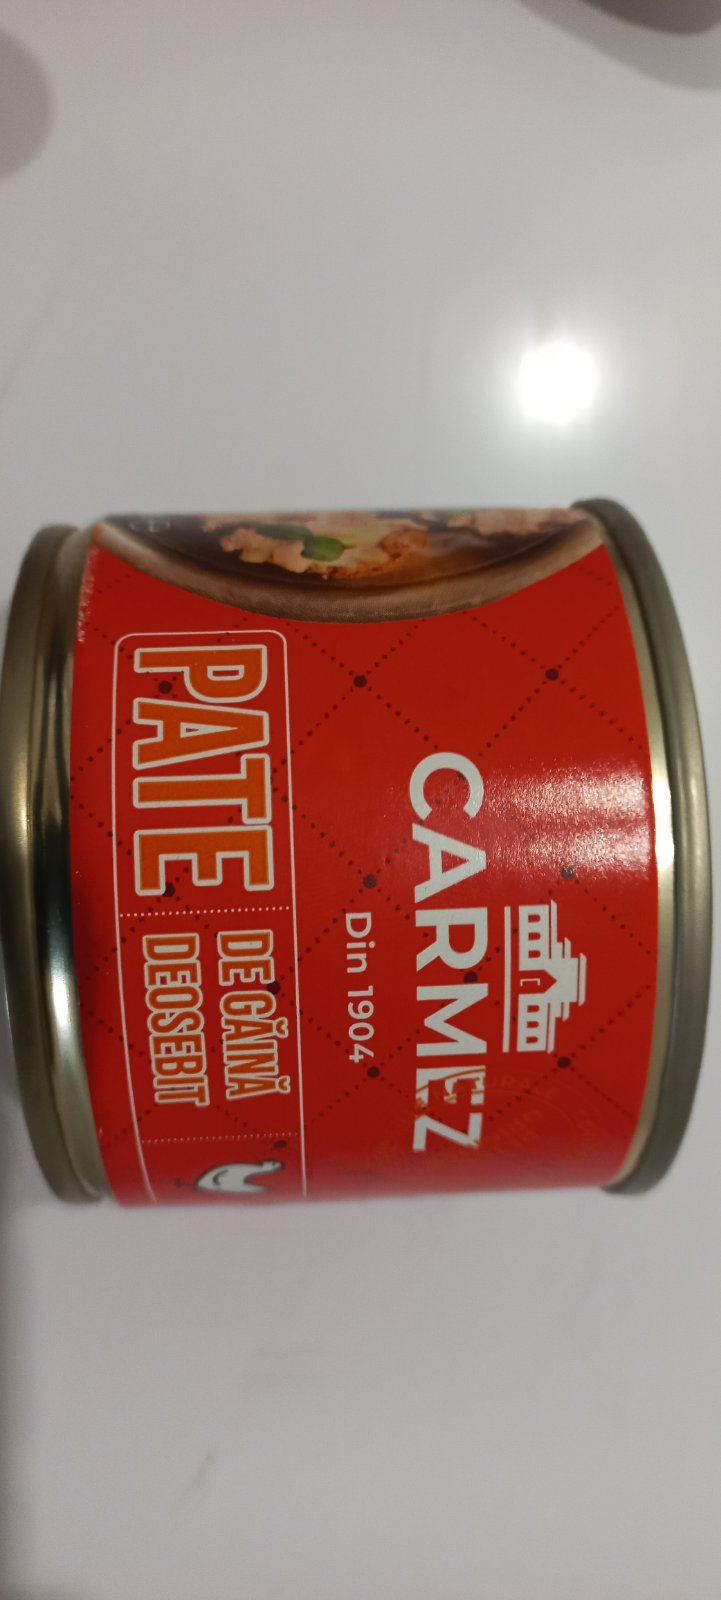 CARMEZ
Din 1904
PATE
DE GĂINĂ
DEOSEBIT